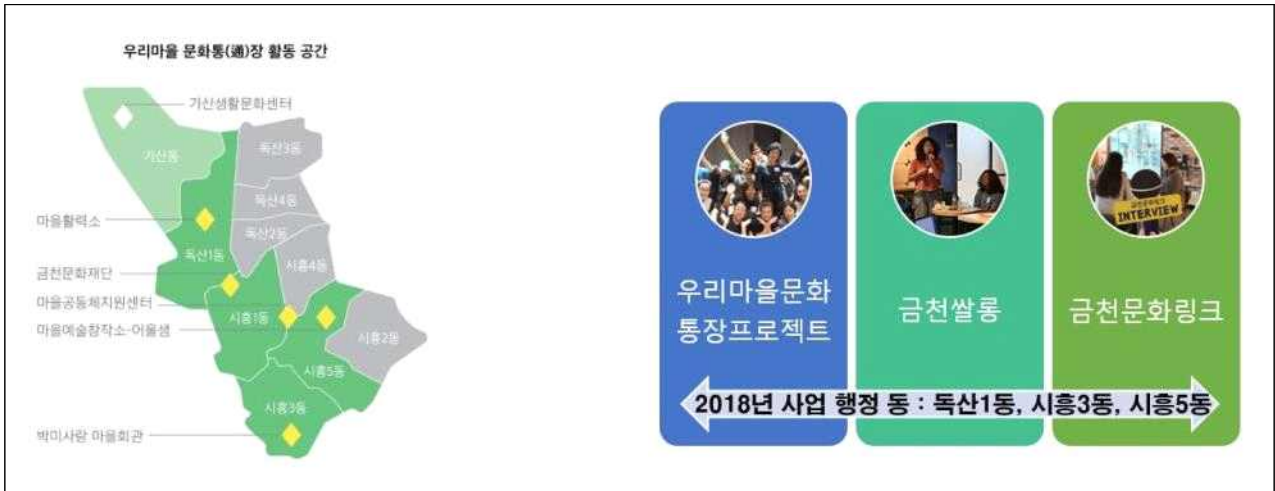 우리마을 문화통(通)장 활동 공간
가산생활문화센터
가산동
독산3동
독산4동
마을활력소
독산2동
독산1동
시흥4동
금천문화재단
마을공동체지원센터
시흥1동
마을예술창작소-어울샘
시흥2동
시흥5동
시흥3동
박미사랑 마을회관
우리마을문화
통장프로젝트
금천쌀롱
금천문화링크
INTERVIEW
금천문화링크
2018년 사업 행정 동 : 독산1동, 시흥3동, 시흥5동